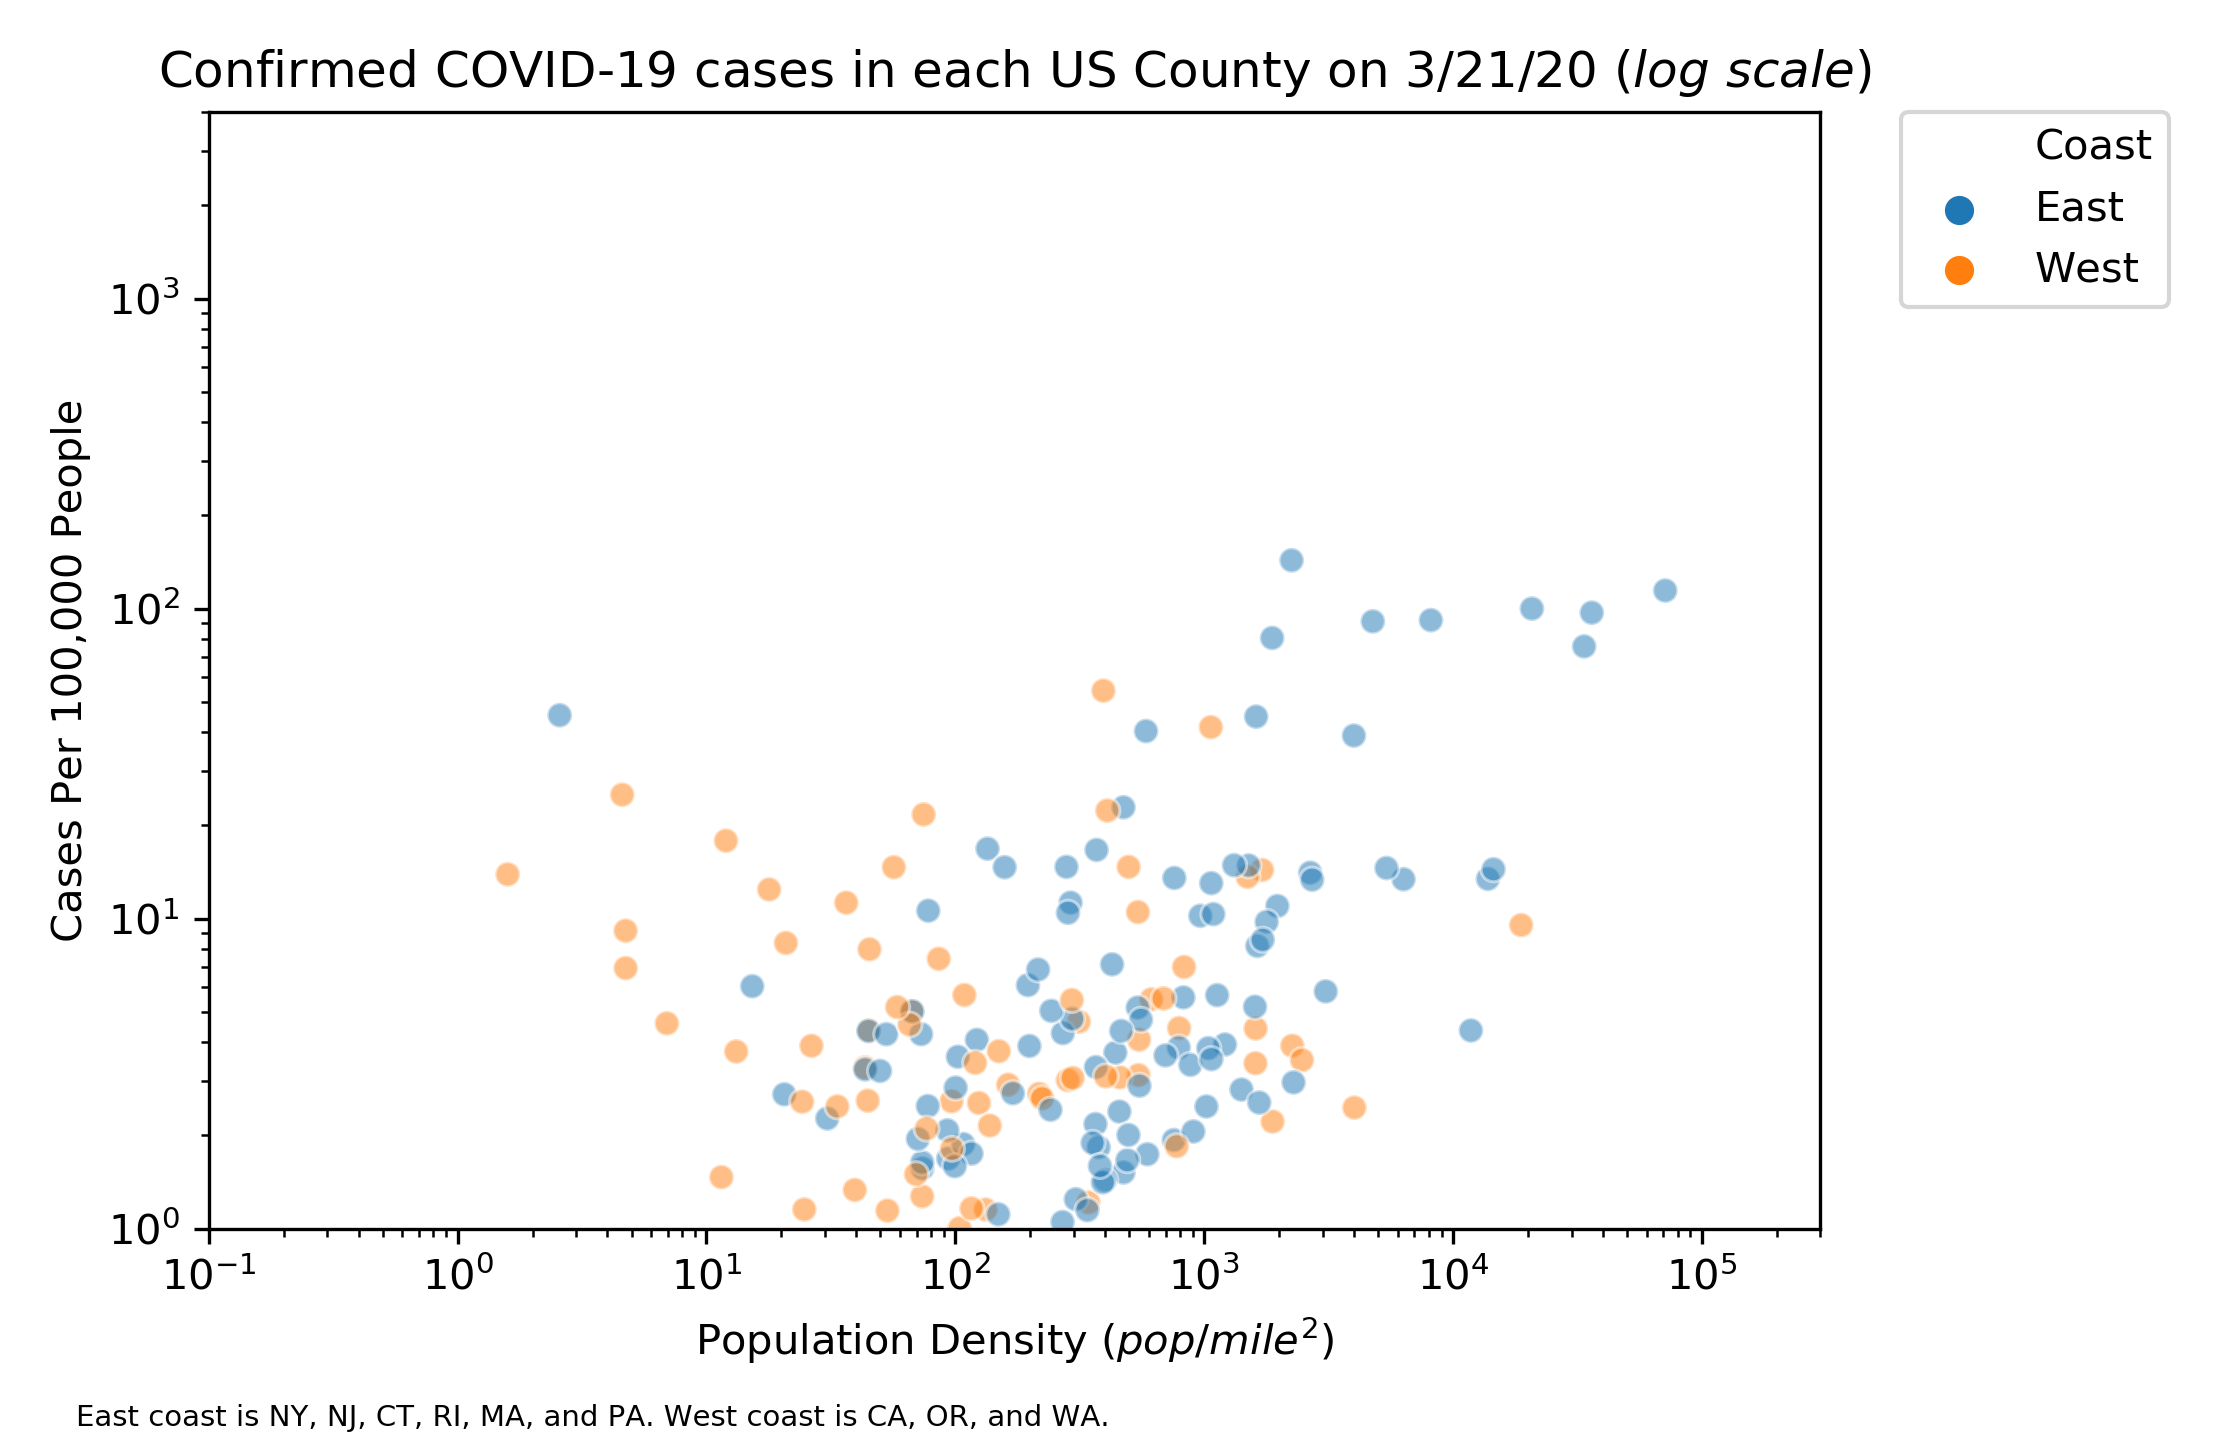 Confirmed COVID-19 cases in each US County on 3/21/20 (log scale)
Coast
East
West
Cases Per 100,000 People
10³
10²
10¹
10⁰
10⁻¹ 10⁰ 10¹ 10² 10³ 10⁴ 10⁵
Population Density (pop/mile²)
East coast is NY, NJ, CT, RI, MA, and PA. West coast is CA, OR, and WA.